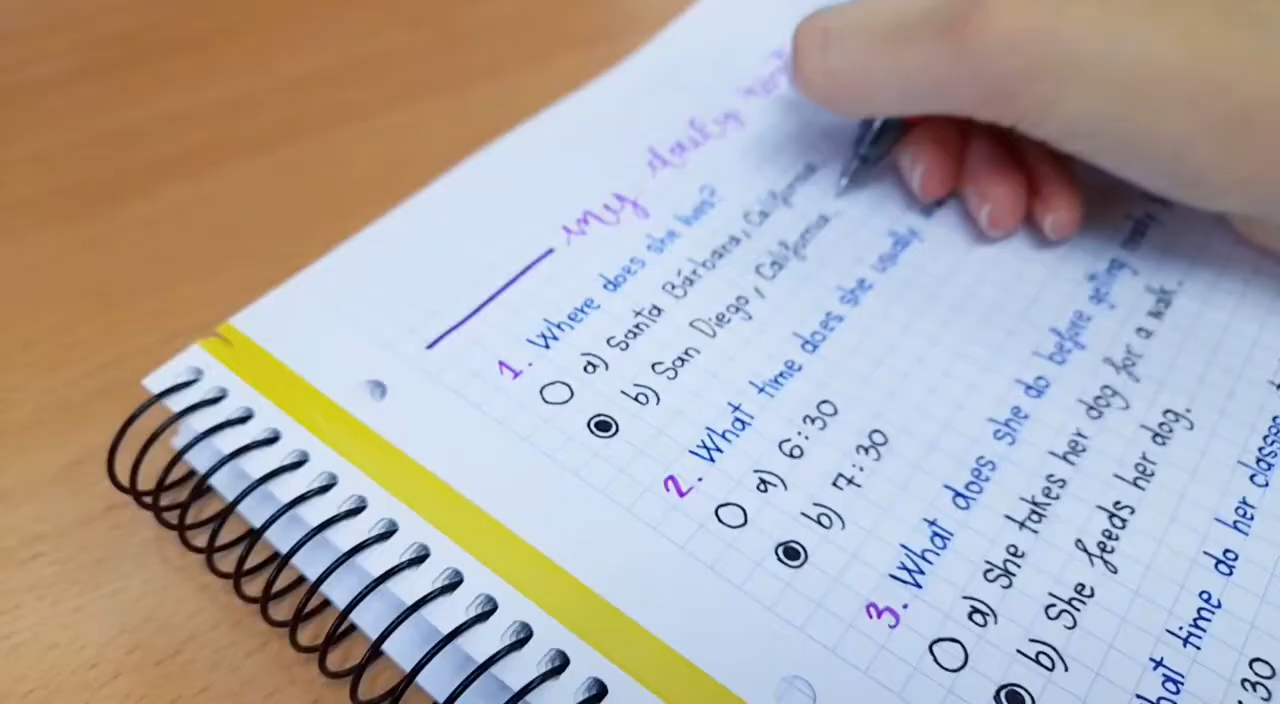 my daily
1. Where does she live?
a) Santa Bárbara, California
b) San Diego, California.
2. What time does she usually
a) 6:30
b) 7:30
3. What does she do before getting ready
a) She takes her dog for a walk.
b) She feeds her dog.
time do her classes
:30